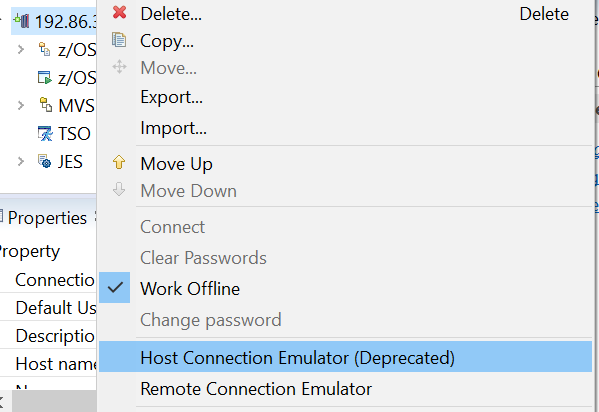 192.86.3
z/OS
z/OS
MVS
TSO
JES
Properties
Property
Connectio
Default Us
Description
Host name
Delete... Delete
Copy...
Move...
Export...
Import...
Move Up
Move Down
Connect
Clear Passwords
Work Offline
Change password
Host Connection Emulator (Deprecated)
Remote Connection Emulator